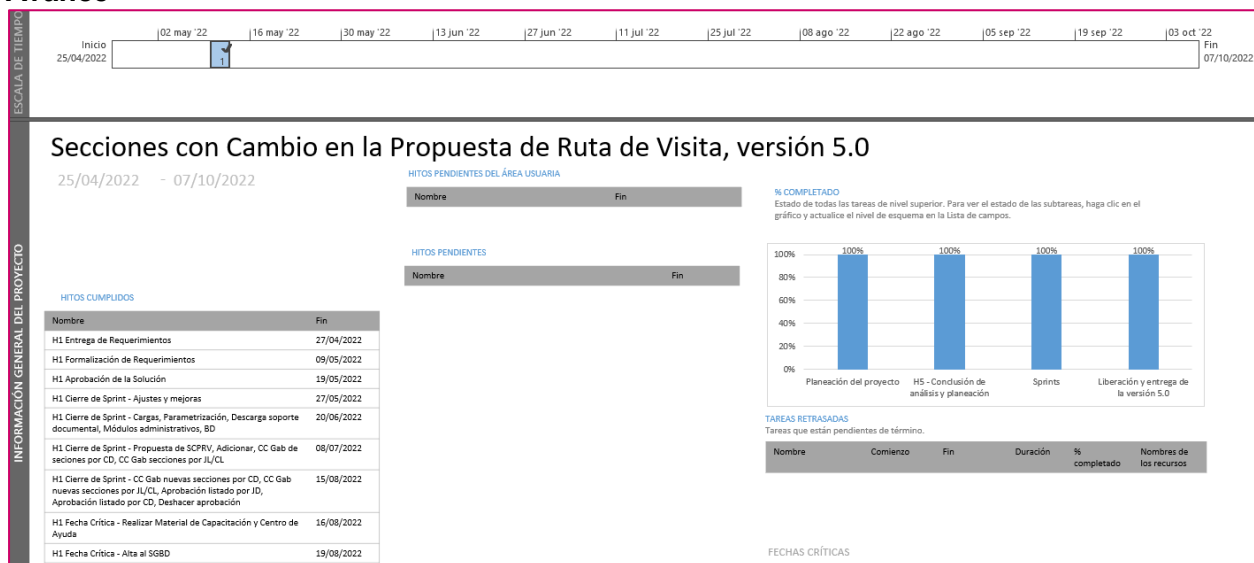 ESCALA DE TIEMPO
02 may '22
16 may '22
30 may '22
13 jun '22
27 jun '22
11 jul '22
25 jul '22
08 ago '22
22 ago '22
05 sep '22
19 sep '22
03 oct '22
Inicio
25/04/2022
1
Fin
07/10/2022
INFORMACIÓN GENERAL DEL PROYECTO
Secciones con Cambio en la Propuesta de Ruta de Visita, versión 5.0
25/04/2022 - 07/10/2022
HITOS CUMPLIDOS
Nombre Fin
H1 Entrega de Requerimientos 27/04/2022
H1 Formalización de Requerimientos 09/05/2022
H1 Aprobación de la Solución 19/05/2022
H1 Cierre de Sprint - Ajustes y mejoras 27/05/2022
H1 Cierre de Sprint - Cargas, Parametrización, Descarga soporte 20/06/2022
documental, Módulos administrativos, BD
H1 Cierre de Sprint - Propuesta de SCPRV, Adicionar, CC Gab de 08/07/2022
seciones por CD, CC Gab secciones por JL/CL
H1 Cierre de Sprint - CC Gab nuevas secciones por CD, CC Gab 15/08/2022
nuevas secciones por JL/CL, Aprobación listado por JD,
Aprobación listado por CD, Deshacer aprobación
H1 Fecha Crítica - Realizar Material de Capacitación y Centro de 16/08/2022
Ayuda
H1 Fecha Crítica - Alta al SGBD 19/08/2022
HITOS PENDIENTES DEL ÁREA USUARIA
Nombre Fin
HITOS PENDIENTES
Nombre Fin
% COMPLETADO
Estado de todas las tareas de nivel superior. Para ver el estado de las subtareas, haga clic en el
gráfico y actualice el nivel de esquema en la Lista de campos.
100%
80%
60%
40%
20%
0%
100% 100% 100% 100%
Planeación del proyecto
H5 - Conclusión de
análisis y planeación
Sprints
Liberación y entrega de
la versión 5.0
TAREAS RETRASADAS
Tareas que están pendientes de término.
Nombre Comienzo Fin Duración % Nombres de
completado los recursos
FECHAS CRÍTICAS